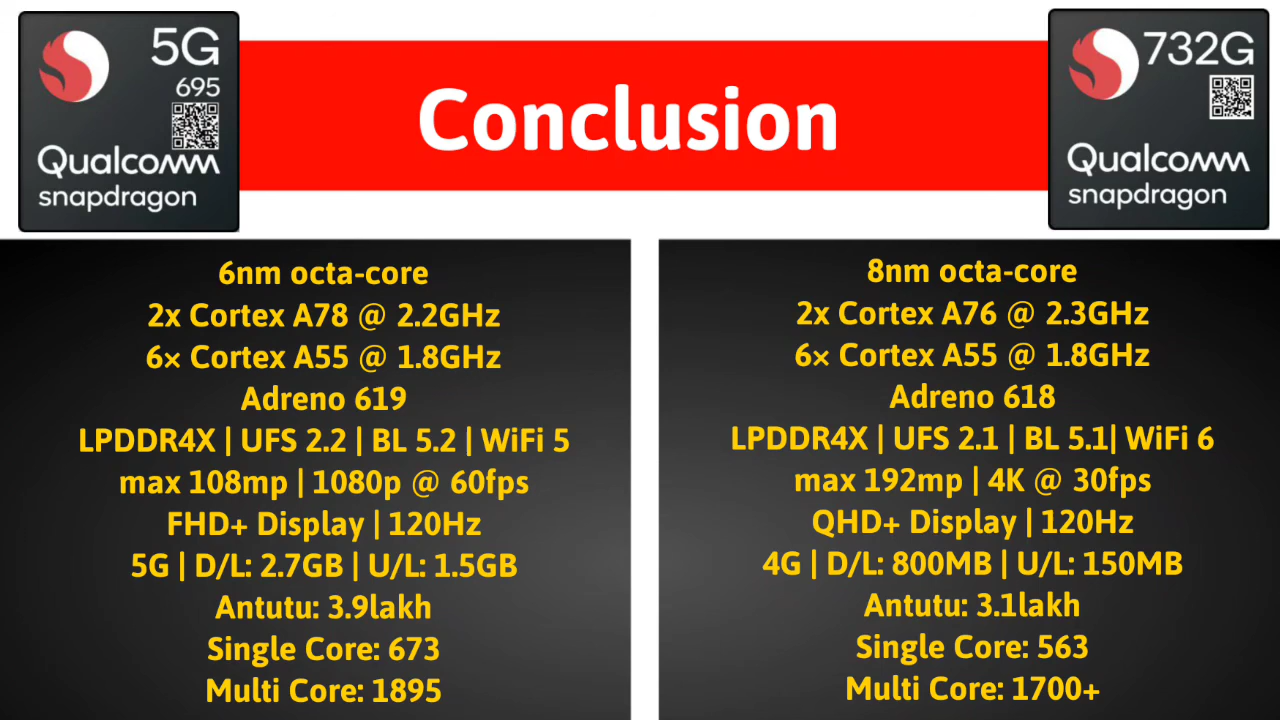 5G
695
Qualcomm
snapdragon
Conclusion
732G
Qualcomm
snapdragon
6nm octa-core
2x Cortex A78 @ 2.2GHz
6× Cortex A55 @ 1.8GHz
Adreno 619
LPDDR4X | UFS 2.2 | BL 5.2 | WiFi 5
max 108mp | 1080p @ 60fps
FHD+ Display | 120Hz
5G | D/L: 2.7GB | U/L: 1.5GB
Antutu: 3.9lakh
Single Core: 673
Multi Core: 1895
8nm octa-core
2x Cortex A76 @ 2.3GHz
6× Cortex A55 @ 1.8GHz
Adreno 618
LPDDR4X | UFS 2.1 | BL 5.1| WiFi 6
max 192mp | 4K @ 30fps
QHD+ Display | 120Hz
4G | D/L: 800MB | U/L: 150MB
Antutu: 3.1lakh
Single Core: 563
Multi Core: 1700+